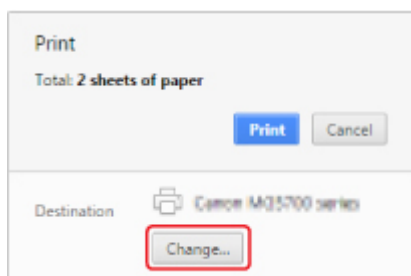 Print
Total: 2 sheets of paper
Print Cancel
Destination Canon MG5700 series
Change...